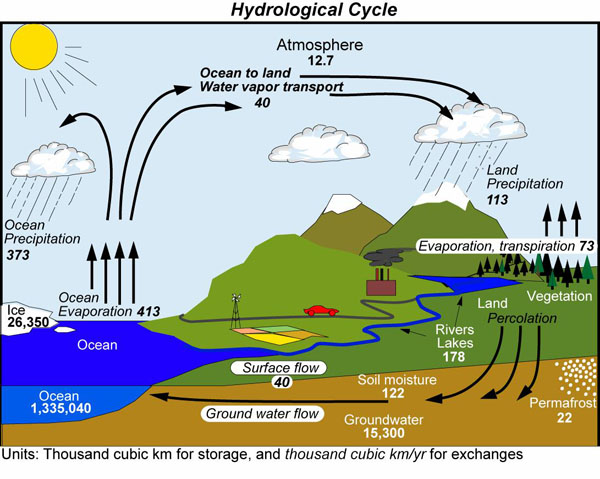 Hydrological Cycle
Atmosphere
12.7
Ocean to land
Water vapor transport
40
Land
Precipitation
113
Ocean
Precipitation
373
Evaporation, transpiration 73
Ocean
Evaporation 413
Ice
26,350
Vegetation
Land
Percolation
Rivers
Lakes
178
Ocean
Surface flow
40
Soil moisture
122
Ocean
1,335,040
Ground water flow
Permafrost
22
Groundwater
15,300
Units: Thousand cubic km for storage, and thousand cubic km/yr for exchanges